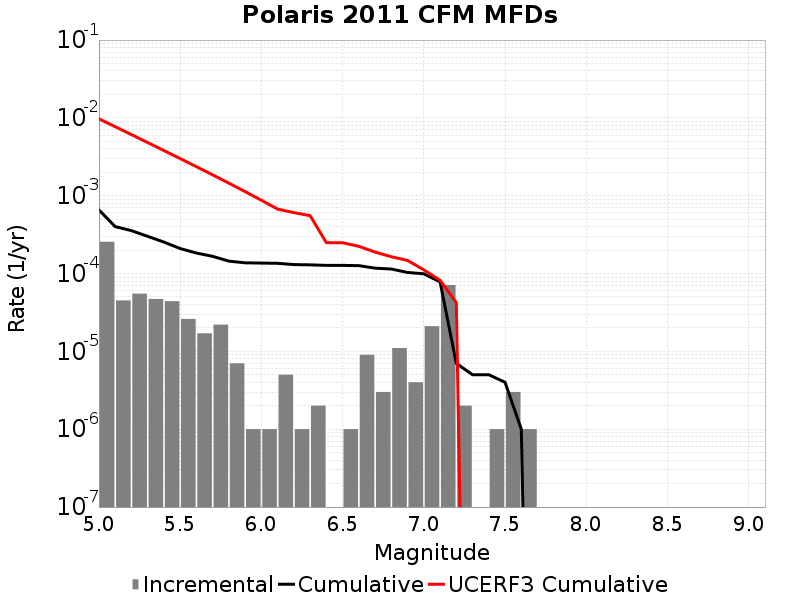 Polaris 2011 CFM MFDs
10^-1
10^-2
10^-3
10^-4
10^-5
10^-6
10^-7
Rate (1/yr)
5.0 5.5 6.0 6.5 7.0 7.5 8.0 8.5 9.0
Magnitude
Incremental Cumulative UCERF3 Cumulative